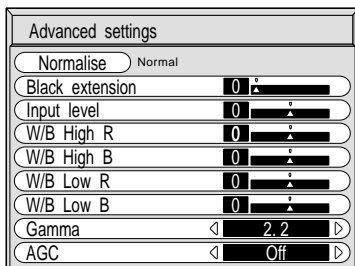 Advanced settings
Normalise Normal
Black extension 0
Input level 0
W/B High R 0
W/B High B 0
W/B Low R 0
W/B Low B 0
Gamma 2.2
AGC Off